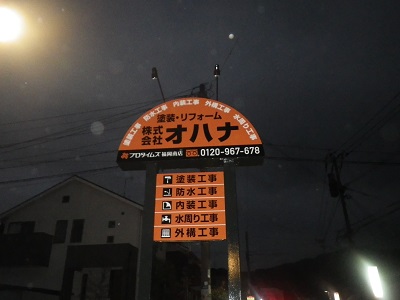 塗装工事 防水工事 内装工事 外構工事 水周り工事
塗装・リフォーム
株式会社 オハナ
プロタイムズ福岡西店 0120-967-678
塗装工事
防水工事
内装工事
水周り工事
外構工事